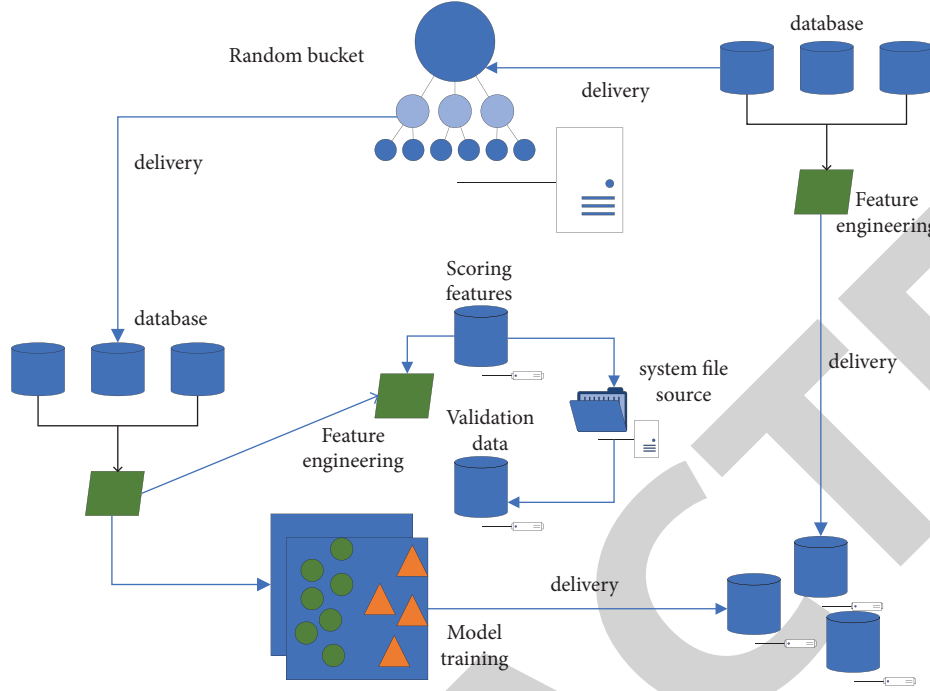 database
Random bucket
delivery
delivery
Feature
engineering
Scoring
features
database
system file
source
delivery
Validation
data
Feature
engineering
delivery
Model
training